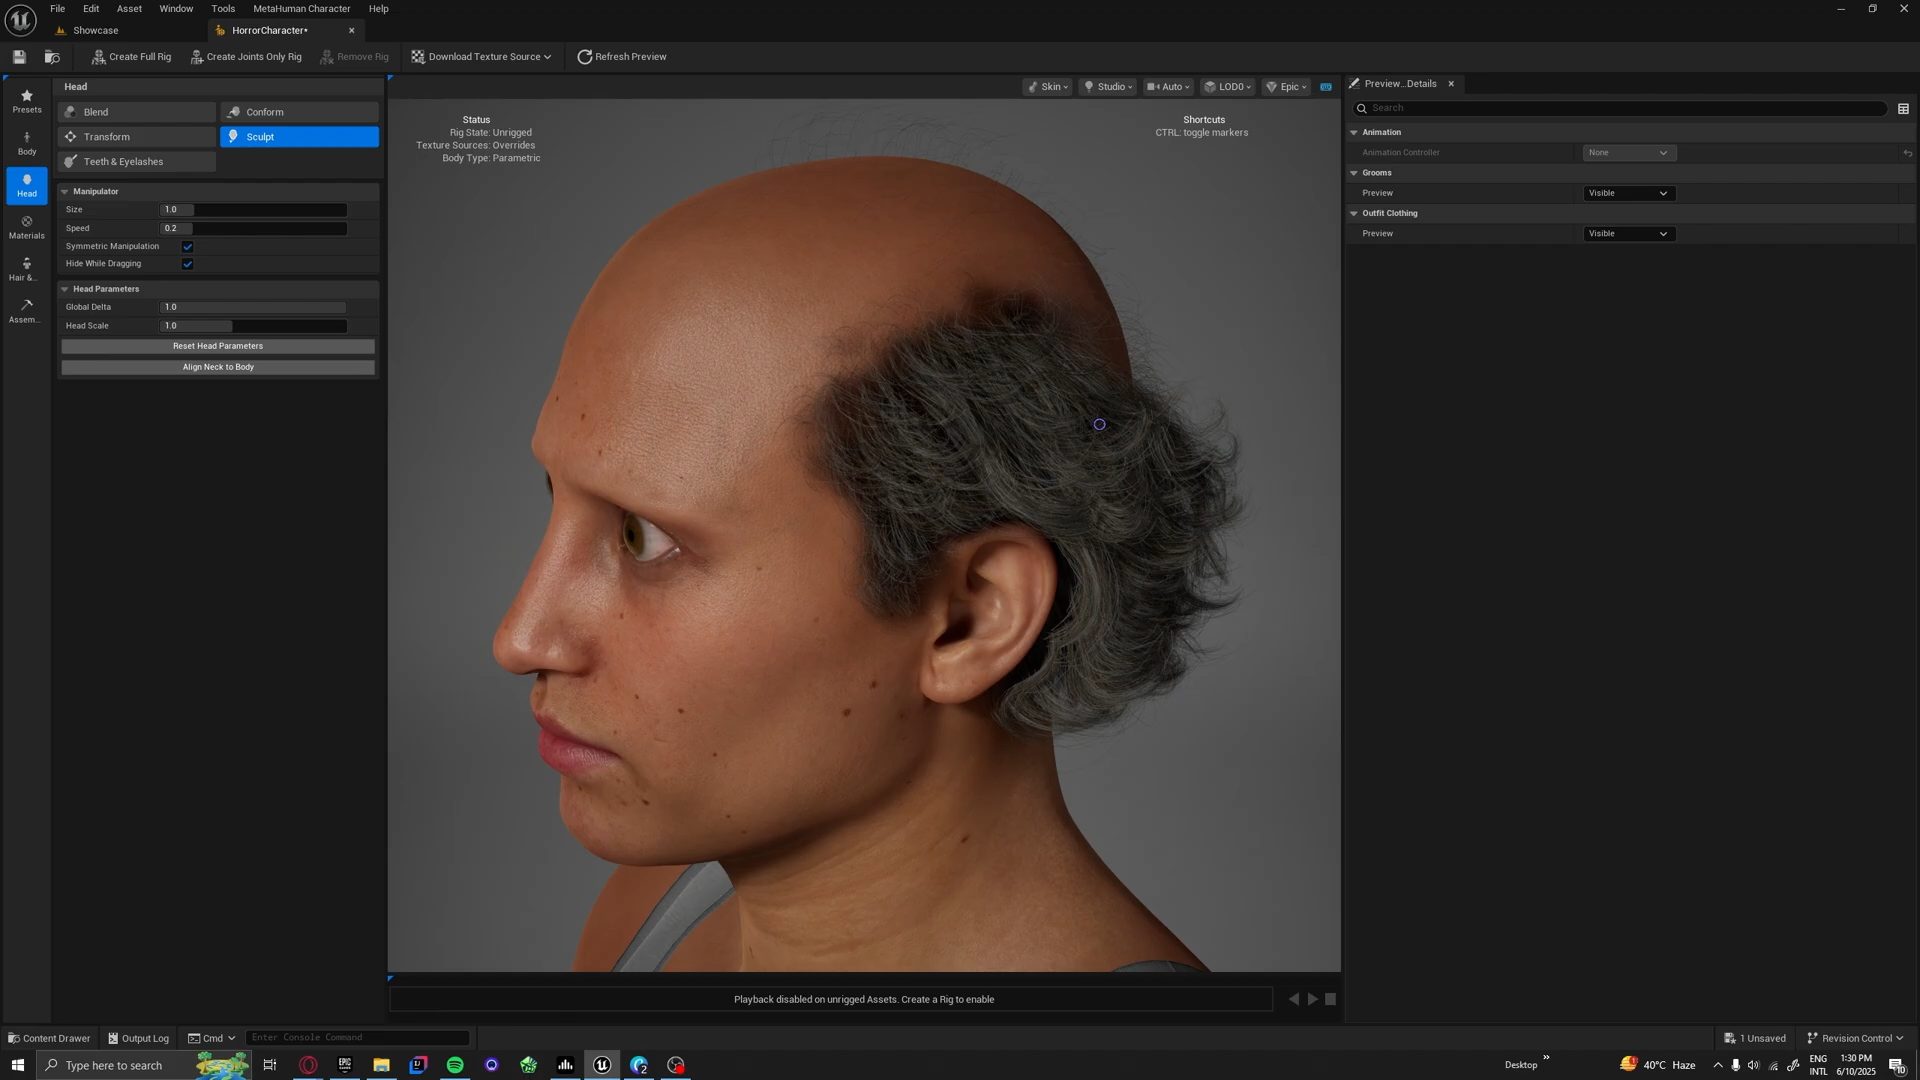 File Edit Asset Window Tools MetaHuman Character Help
Showcase
HorrorCharacter•
Create Full Rig
Create Joints Only Rig
Remove Rig
Download Texture Source
Refresh Preview
Presets
Body
Head
Materials
Hair &...
Assem...
Head
Blend
Conform
Transform
Sculpt
Teeth & Eyelashes
Manipulator
Size 1.0
Speed 0.2
Symmetric Manipulation
Hide While Dragging
Head Parameters
Global Delta 1.0
Head Scale 1.0
Reset Head Parameters
Align Neck to Body
Skin
Studio
Auto
LOD0
Epic
Status
Rig State: Unrigged
Texture Sources: Overrides
Body Type: Parametric
Shortcuts
CTRL: toggle markers
Playback disabled on unrigged Assets. Create a Rig to enable
Preview...Details
Search
Animation
Animation Controller None
Grooms
Preview Visible
Outfit Clothing
Preview Visible
Content Drawer
Output Log
Cmd
Enter Console Command
1 Unsaved
Revision Control
Type here to search
Desktop
40°C Haze
ENG
INTL
1:30 PM
6/10/2025
10